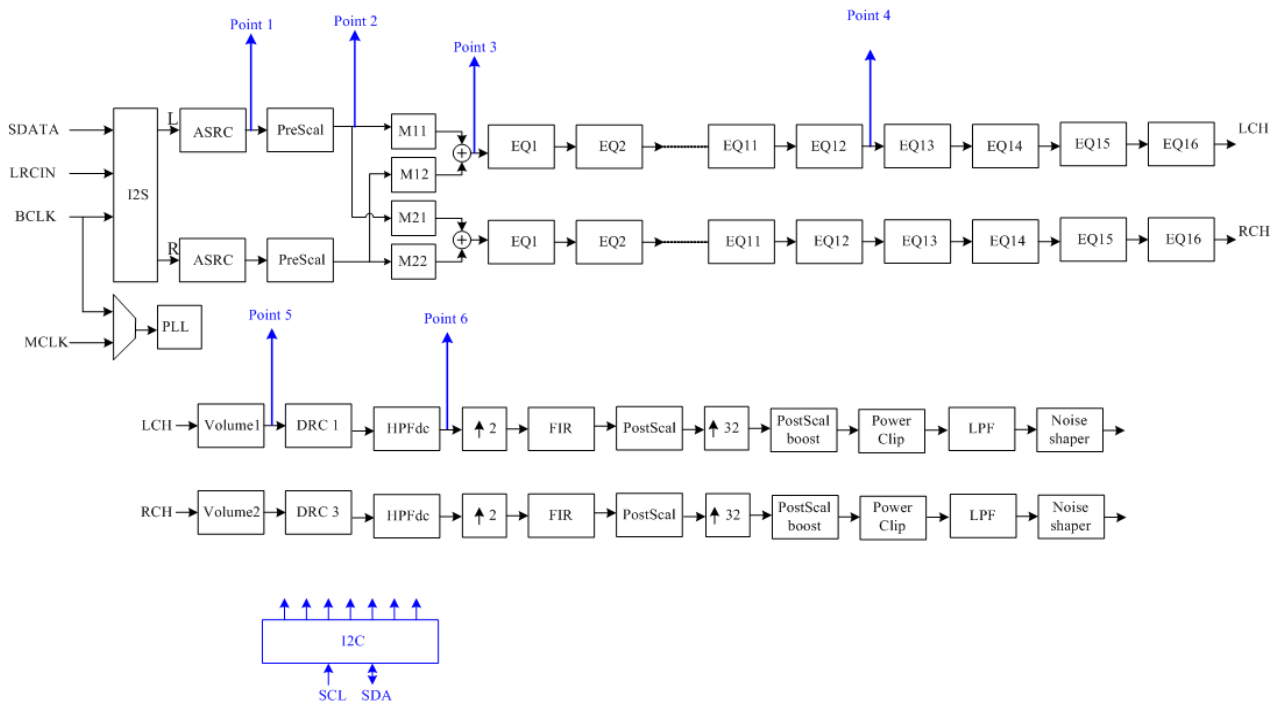 Point 1
Point 2
Point 3
Point 4
SDATA
LRCIN
BCLK
MCLK
I2S
L
R
PLL
ASRC
PreScal
M11
M12
EQ1
EQ2
EQ11
EQ12
EQ13
EQ14
EQ15
EQ16
LCH
ASRC
PreScal
M21
M22
EQ1
EQ2
EQ11
EQ12
EQ13
EQ14
EQ15
EQ16
RCH
Point 5
Point 6
LCH
Volume1
DRC 1
HPFdc
2
FIR
PostScal
32
PostScal
boost
Power
Clip
LPF
Noise
shaper
RCH
Volume2
DRC 3
HPFdc
2
FIR
PostScal
32
PostScal
boost
Power
Clip
LPF
Noise
shaper
I2C
SCL
SDA